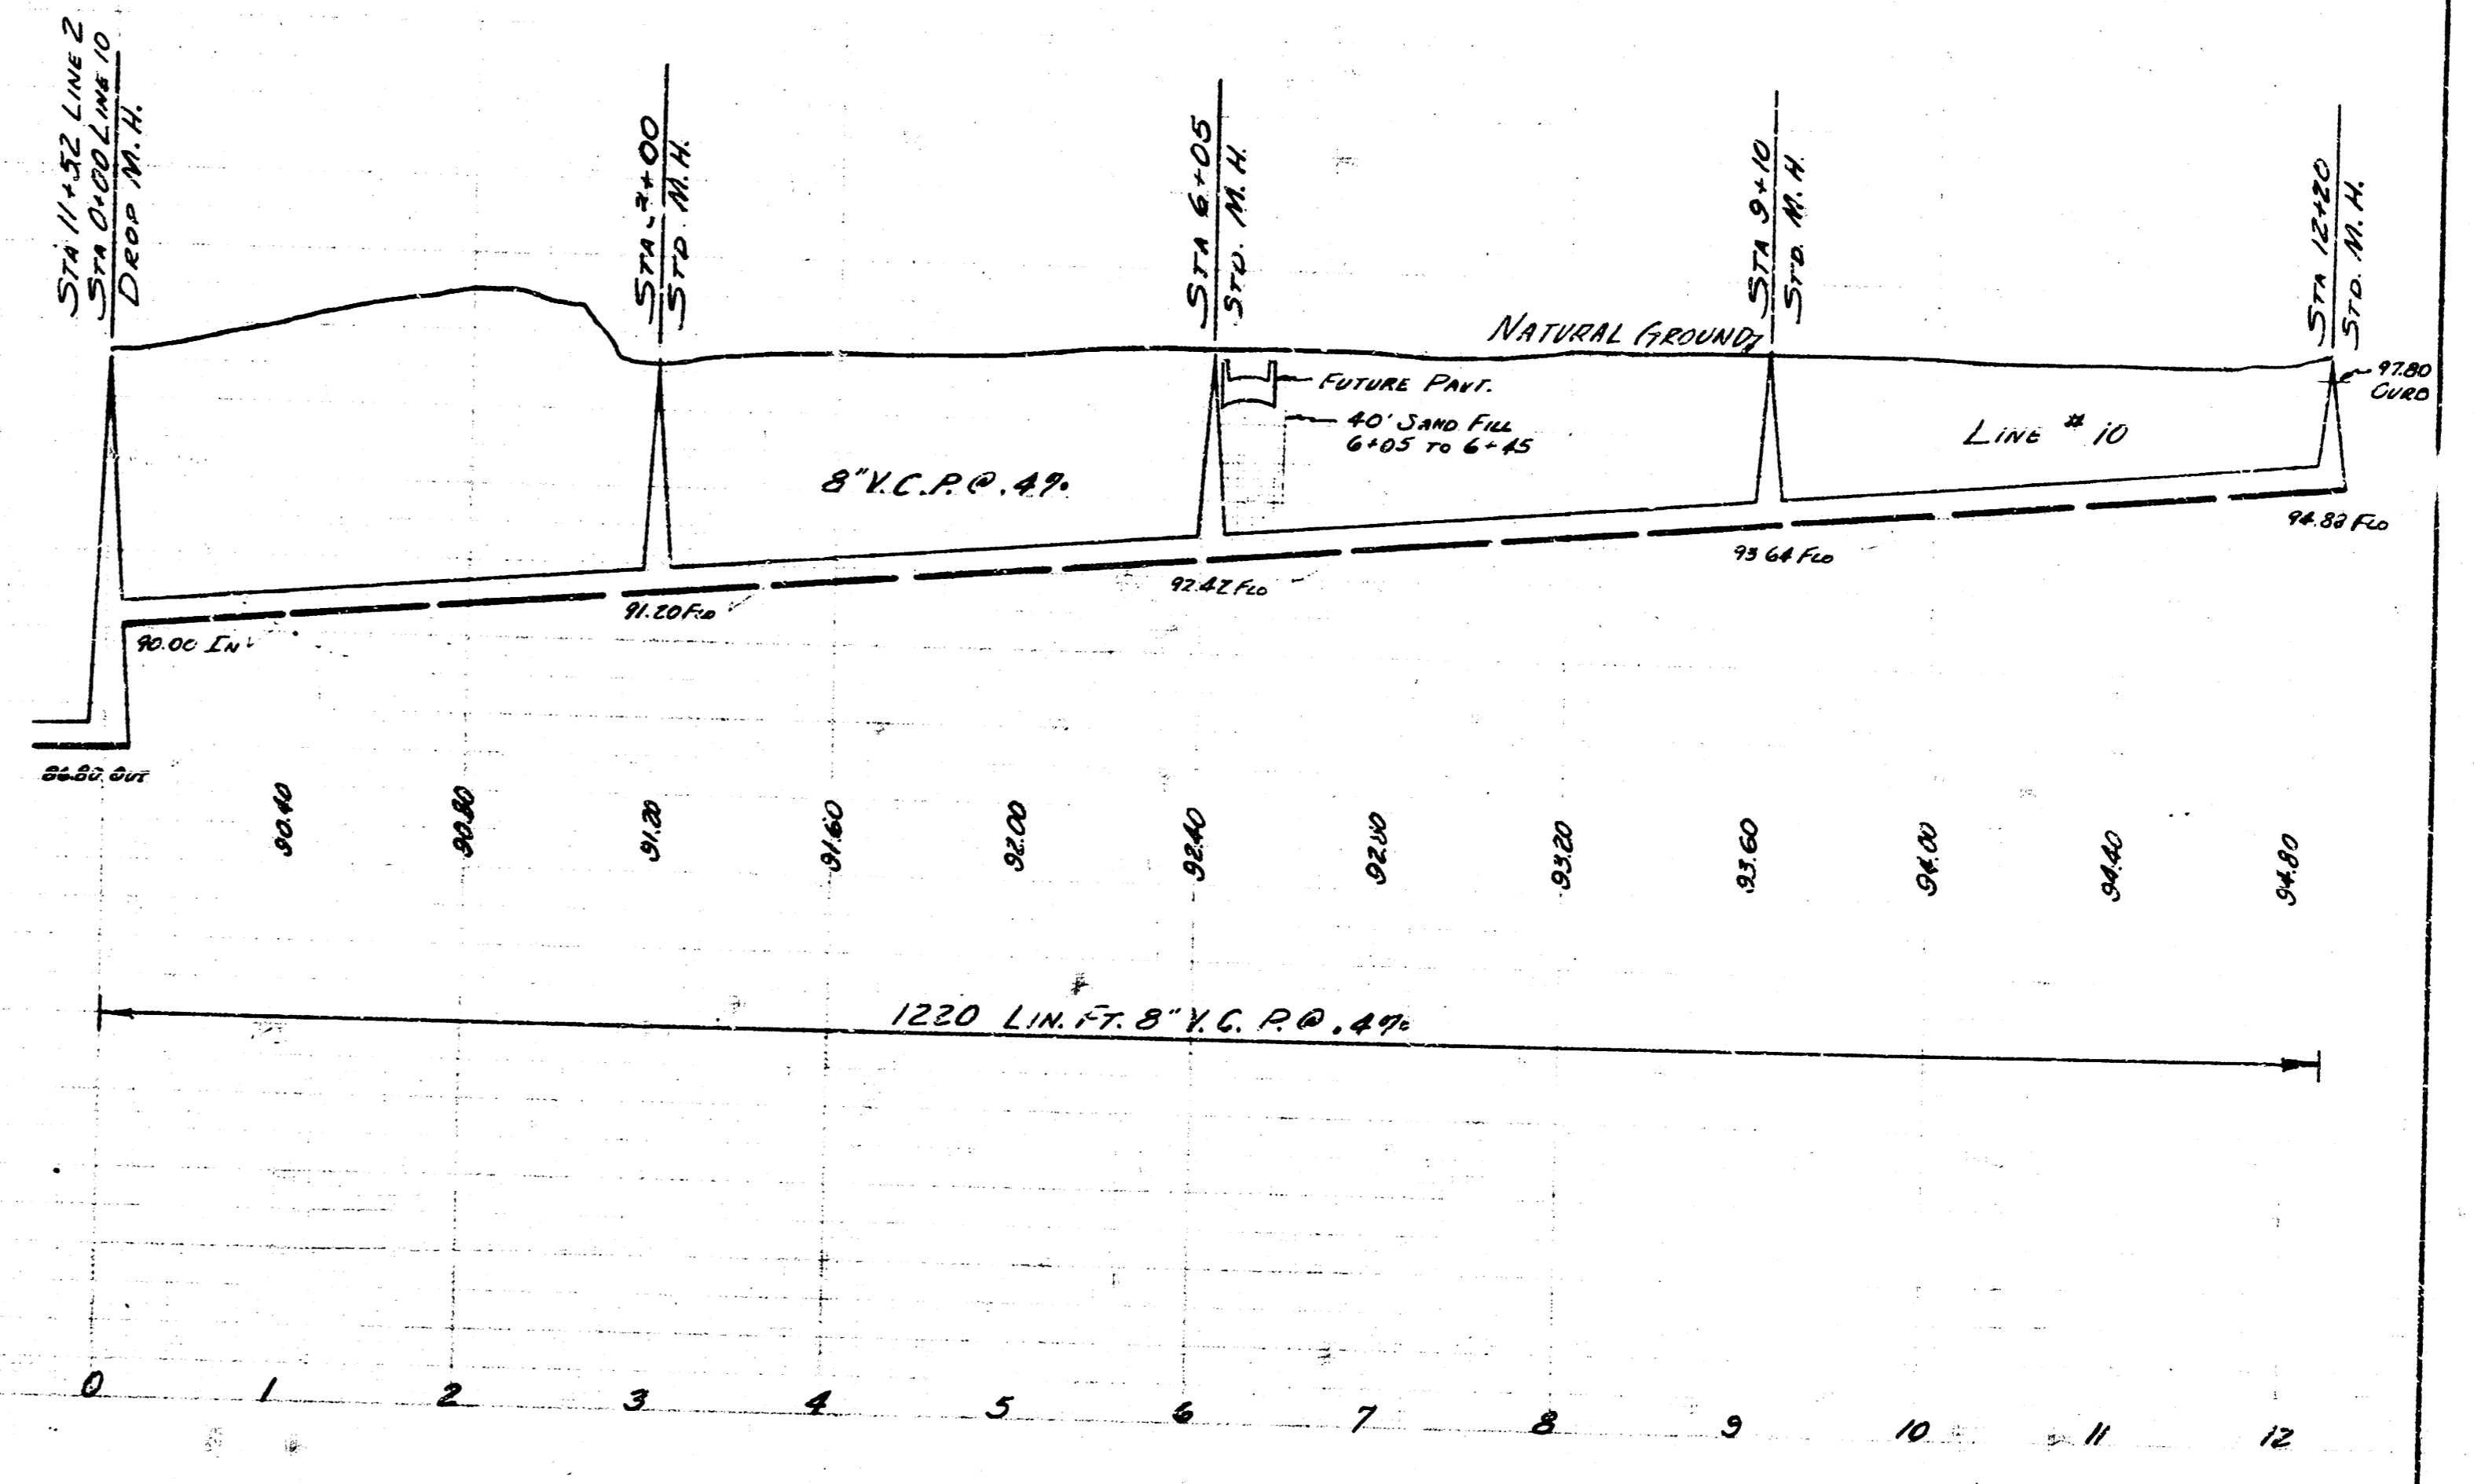 STA 11+52 LINE 2
STA 0+00 LINE 10
DROP M.H.
STA 3+00
STD. M.H.
STA 6+05
STD. M.H.
STA 9+10
STD. M.H.
STA 12+20
STD. M.H.
NATURAL GROUND
97.80
CURB
FUTURE PAVT.
40' SAND FILL
6+05 TO 6+45
LINE # 10
8" V.C.P. @ .4%
94.88 FLO
93.64 FLO
92.42 FLO
91.20 FLO
90.00 IN
86.80 OUT
90.40
90.80
91.20
91.60
92.00
92.40
92.80
93.20
93.60
94.00
94.40
94.80
1220 LIN. FT. 8" V.C. P. @ .4%
0 1 2 3 4 5 6 7 8 9 10 11 12